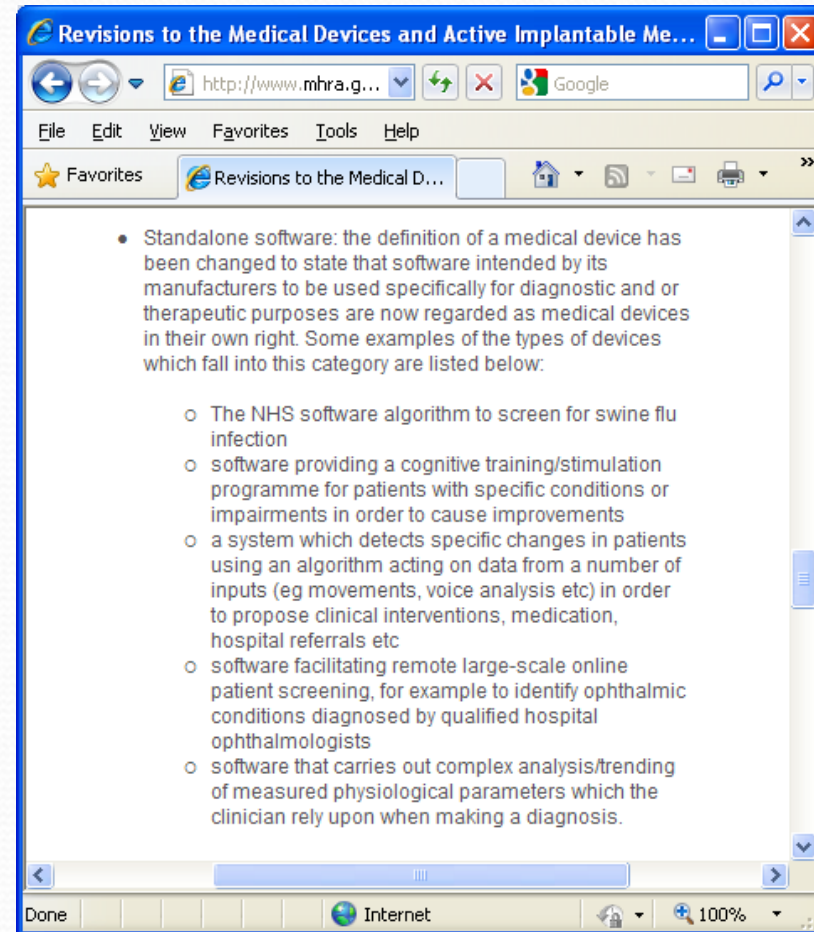 Revisions to the Medical Devices and Active Implantable Me...
http://www.mhra.g... Google
File Edit View Favorites Tools Help
Favorites Revisions to the Medical D... »
• Standalone software: the definition of a medical device has
been changed to state that software intended by its
manufacturers to be used specifically for diagnostic and or
therapeutic purposes are now regarded as medical devices
in their own right. Some examples of the types of devices
which fall into this category are listed below:
o The NHS software algorithm to screen for swine flu
infection
o software providing a cognitive training/stimulation
programme for patients with specific conditions or
impairments in order to cause improvements
o a system which detects specific changes in patients
using an algorithm acting on data from a number of
inputs (eg movements, voice analysis etc) in order
to propose clinical interventions, medication,
hospital referrals etc
o software facilitating remote large-scale online
patient screening, for example to identify ophthalmic
conditions diagnosed by qualified hospital
ophthalmologists
o software that carries out complex analysis/trending
of measured physiological parameters which the
clinician rely upon when making a diagnosis.
Done Internet 100%